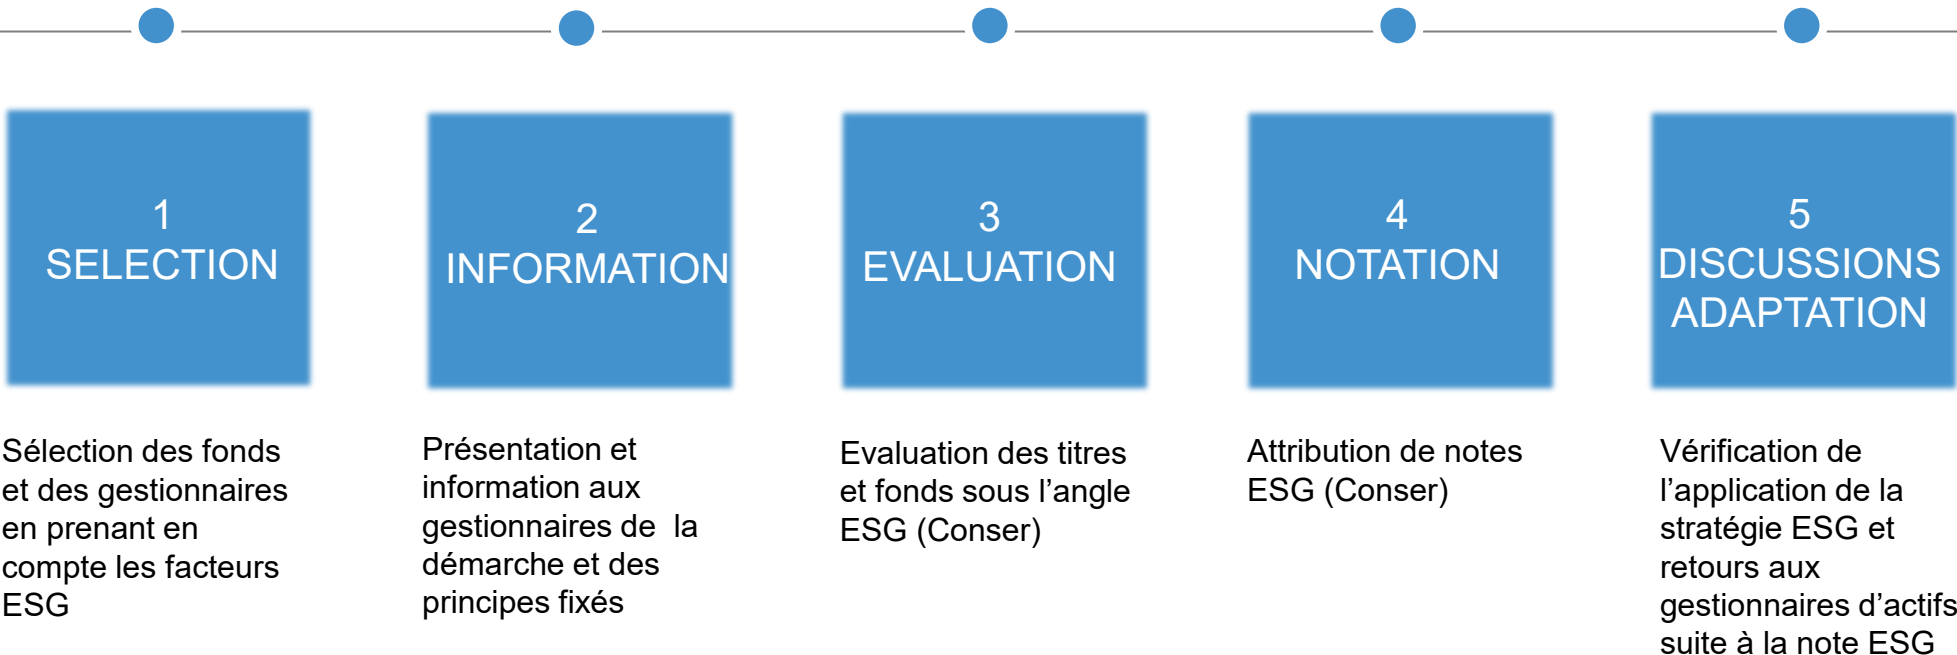 1
SELECTION
2
INFORMATION
3
EVALUATION
4
NOTATION
5
DISCUSSIONS
ADAPTATION
Sélection des fonds
et des gestionnaires
en prenant en
compte les facteurs
ESG
Présentation et
information aux
gestionnaires de  la
démarche et des
principes fixés
Evaluation des titres
et fonds sous l’angle
ESG (Conser)
Attribution de notes
ESG (Conser)
Vérification de
l’application de la
stratégie ESG et
retours aux
gestionnaires d’actifs
suite à la note ESG